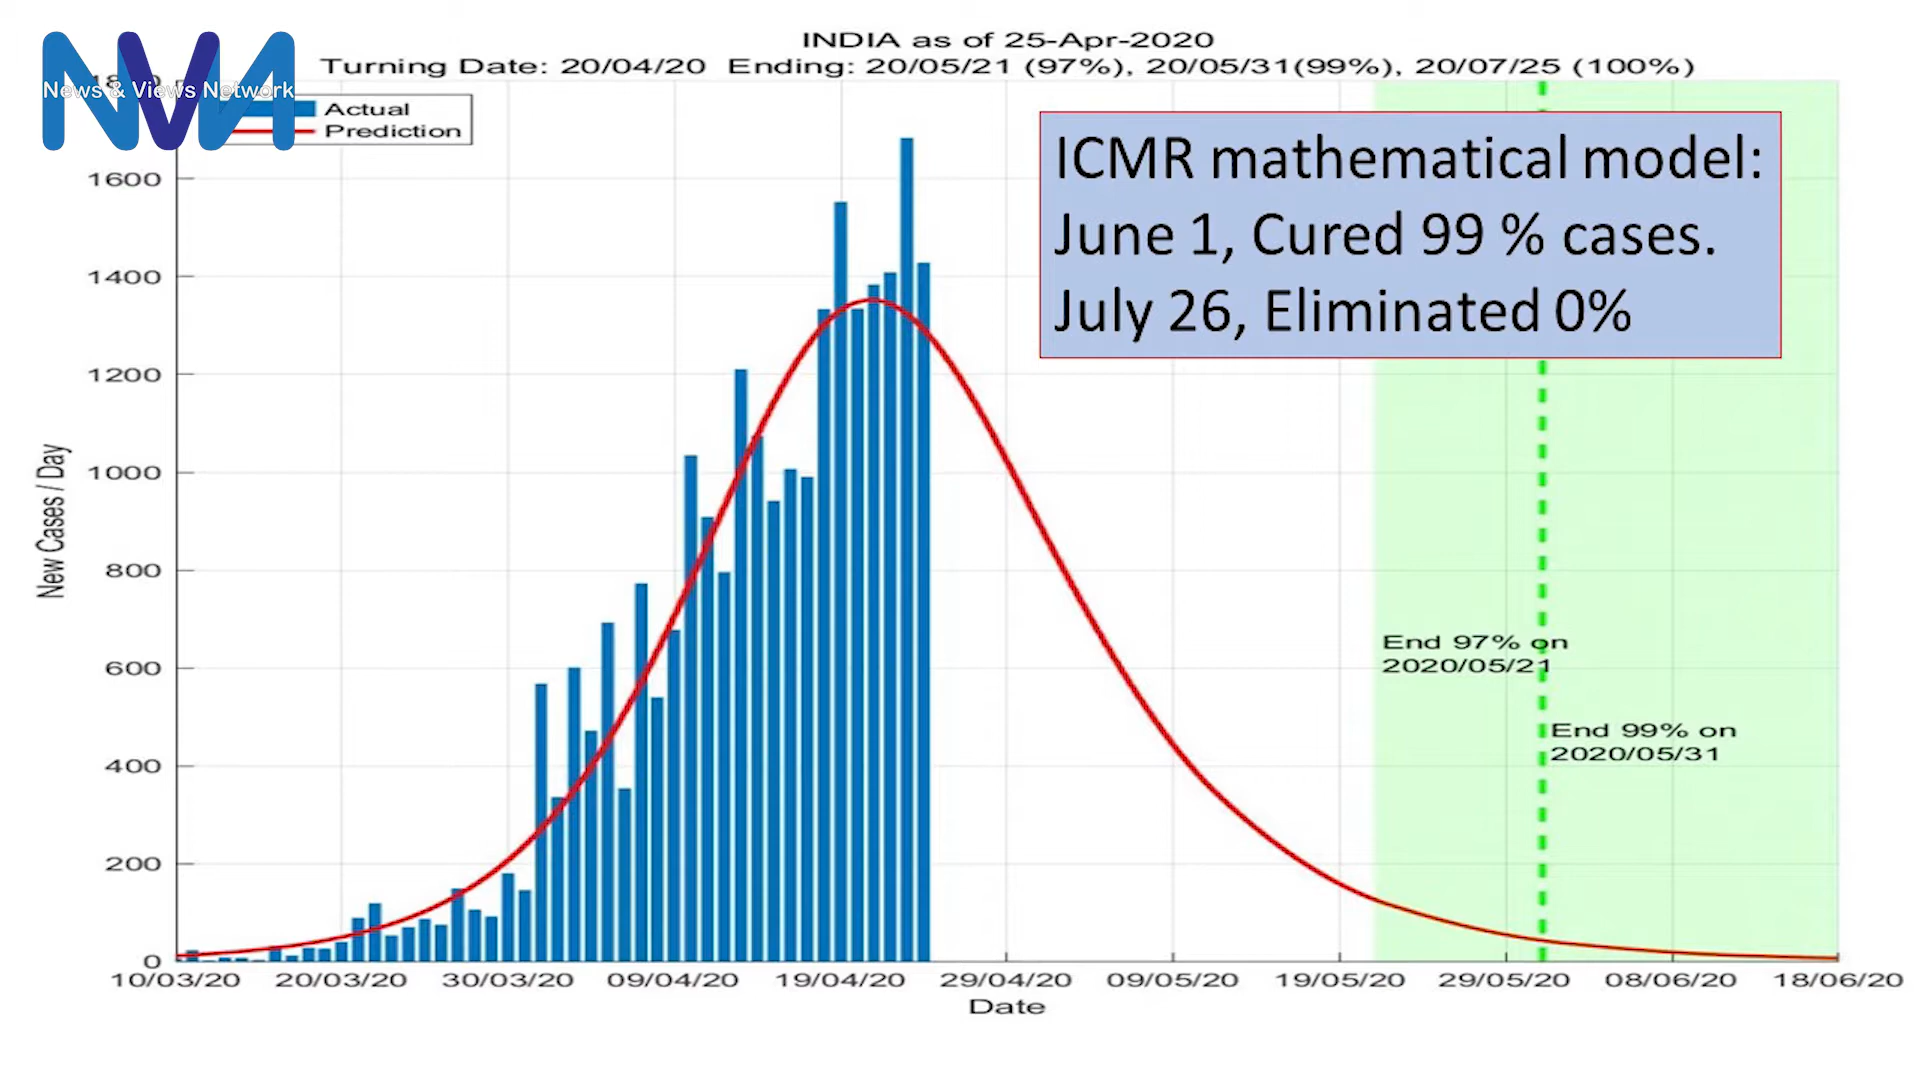 INDIA as of 25-Apr-2020
Turning Date: 20/04/20 Ending: 20/05/21 (97%), 20/05/31(99%), 20/07/25 (100%)
NVN
News & Views Network
Actual
Prediction
ICMR mathematical model:
June 1, Cured 99 % cases.
July 26, Eliminated 0%
1800
1600
1400
1200
1000
800
600
400
200
0
New Cases / Day
End 97% on
2020/05/21
End 99% on
2020/05/31
10/03/20 20/03/20 30/03/20 09/04/20 19/04/20 29/04/20 09/05/20 19/05/20 29/05/20 08/06/20 18/06/20
Date